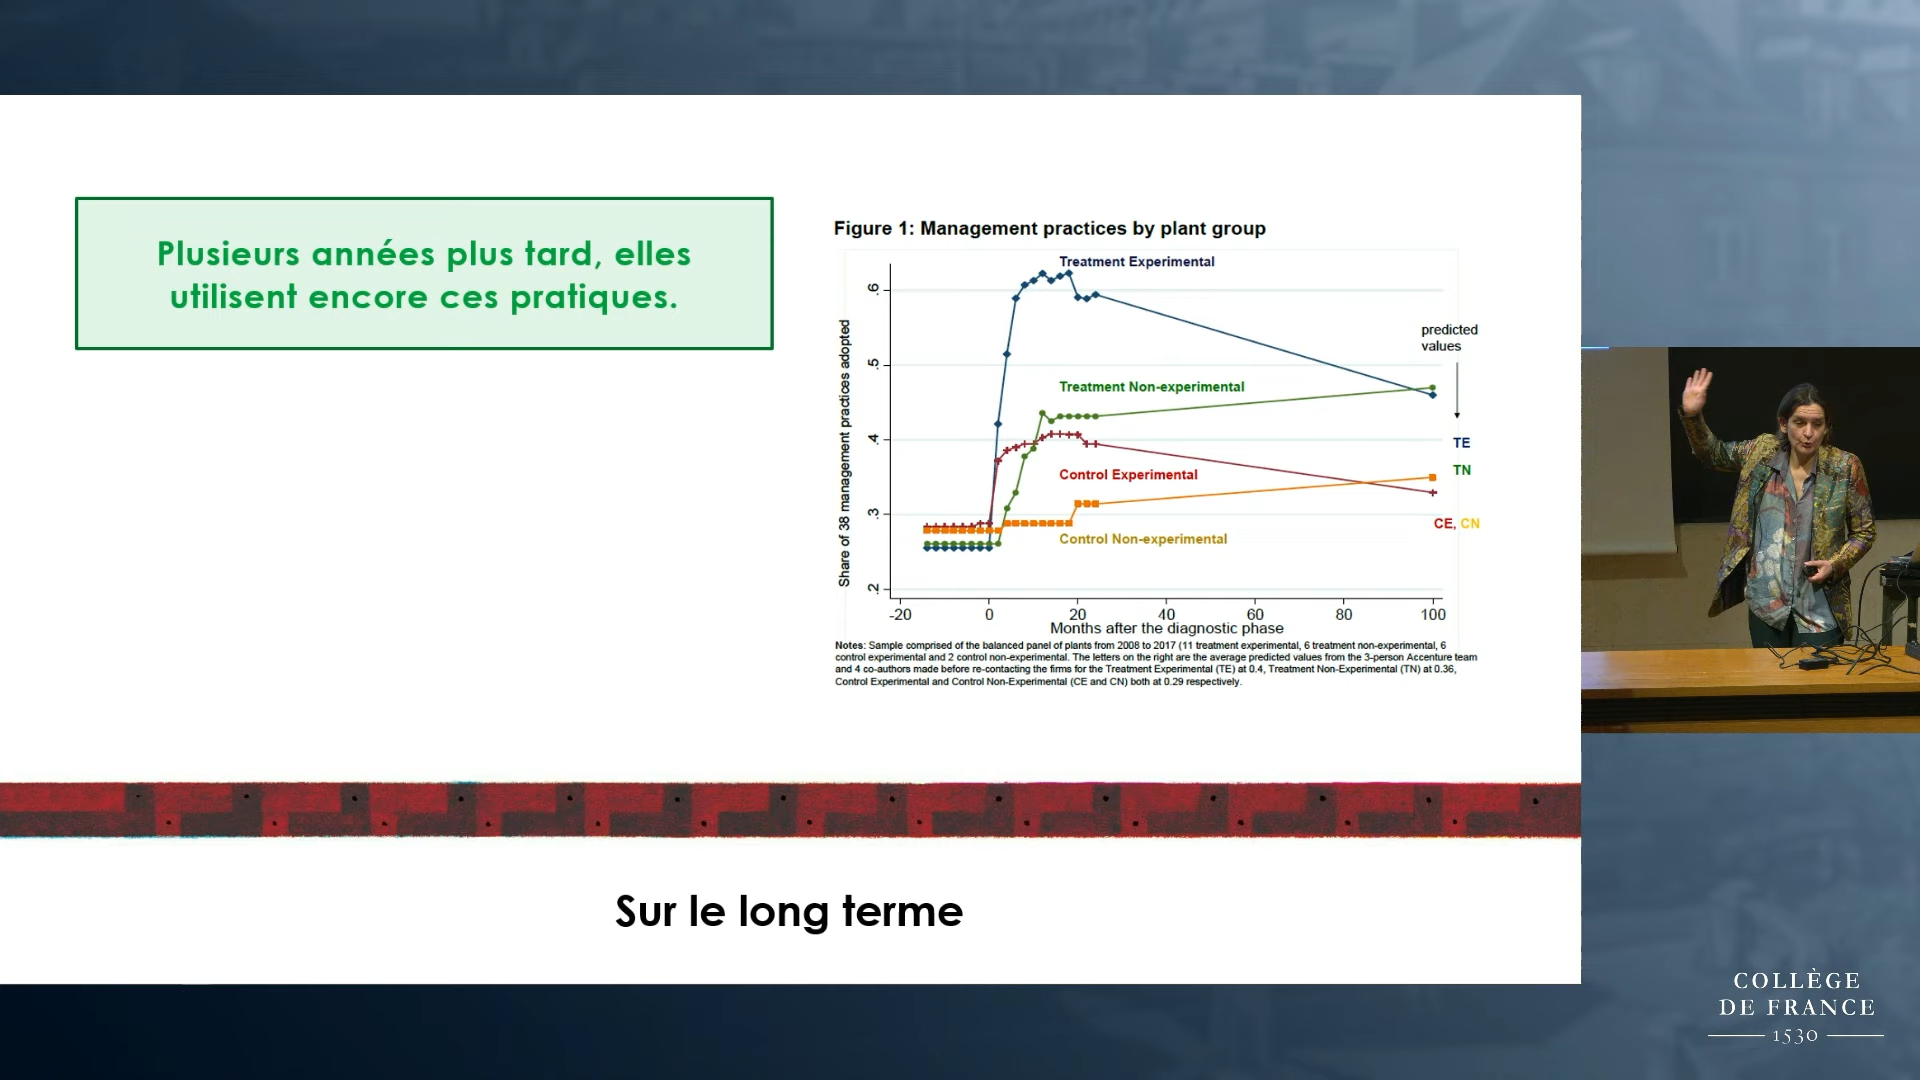 Plusieurs années plus tard, elles
utilisent encore ces pratiques.
Figure 1: Management practices by plant group
Share of 38 management practices adopted
.6
.5
.4
.3
.2
Treatment Experimental
Treatment Non-experimental
Control Experimental
Control Non-experimental
predicted
values
TE
TN
CE, CN
-20 0 20 40 60 80 100
Months after the diagnostic phase
Notes: Sample comprised of the balanced panel of plants from 2008 to 2017 (11 treatment experimental, 6 treatment non-experimental, 6
control experimental and 2 control non-experimental. The letters on the right are the average predicted values from the 3-person Accenture team
and 4 co-authors made before re-contacting the firms for the Treatment Experimental (TE) at 0.4, Treatment Non-Experimental (TN) at 0.36,
Control Experimental and Control Non-Experimental (CE and CN) both at 0.29 respectively.
Sur le long terme
COLLÈGE
DE FRANCE
1530